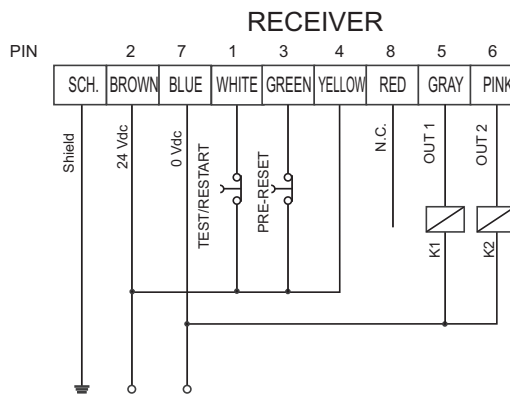 RECEIVER
PIN 2 7 1 3 4 8 5 6
SCH. BROWN BLUE WHITE GREEN YELLOW RED GRAY PINK
Shield
24 Vdc
0 Vdc
TEST/RESTART
PRE-RESET
N.C.
OUT 1
OUT 2
K1
K2